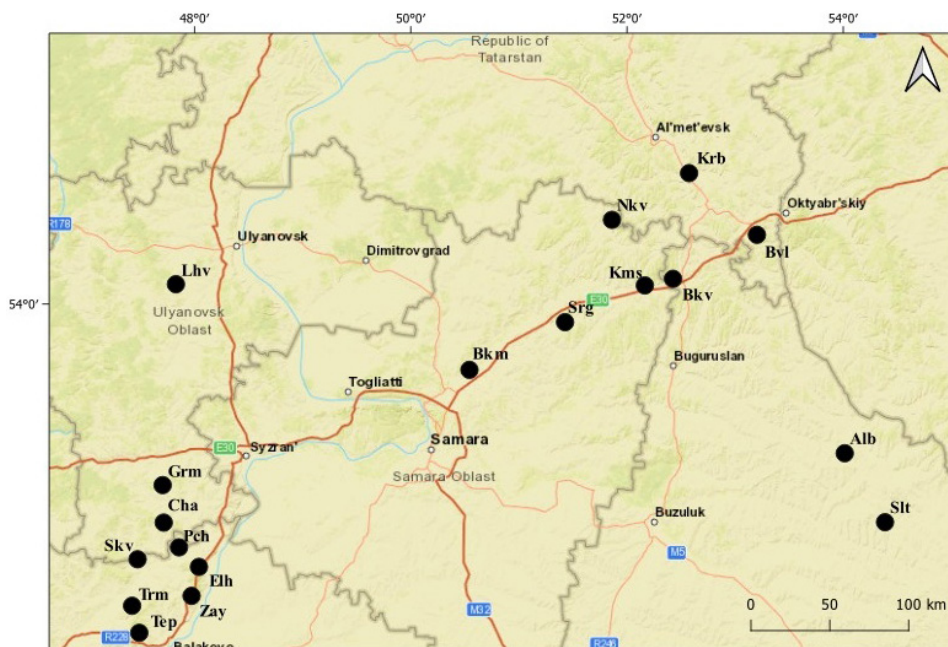 48°0′ 50°0′ 52°0′ 54°0′
Republic of
Tatarstan
Al'met'evsk
Krb
Oktyabr'skiy
Nkv
R178
Ulyanovsk
Dimitrovgrad
Bvl
Lhv
Kms
Bkv
54°0′
E30
Srg
Ulyanovsk
Oblast
Bkm
Buguruslan
Togliatti
Samara
Alb
E30
Syzran'
Samara Oblast
Grm
Cha
Slt
Buzuluk
Pch
Skv
M5
Elh
Trm
Zay
M32
0 50 100 km
Tep
R228
Balakovo
R246